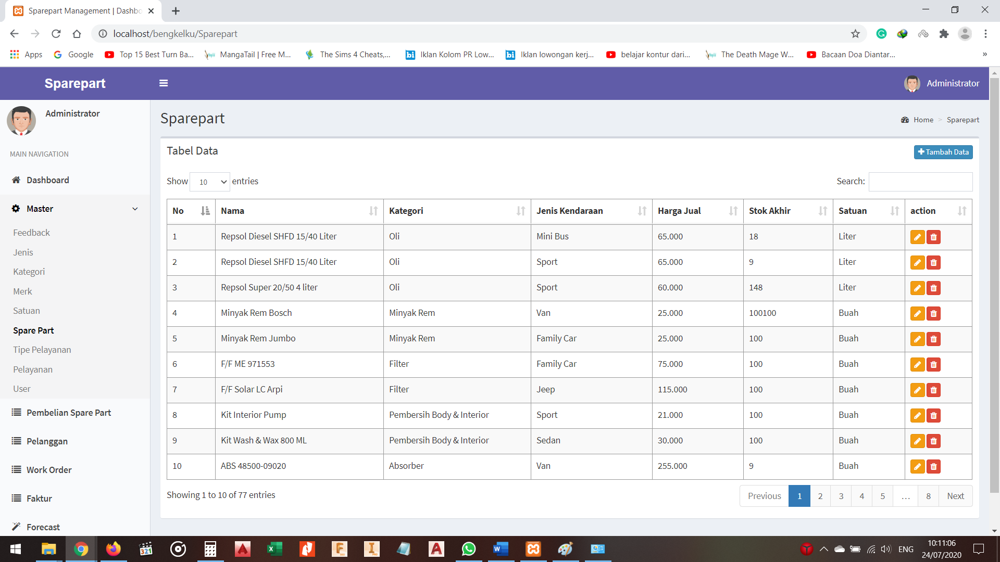 Sparepart Management | Dashbo
localhost/bengkelku/Sparepart
Apps Google Top 15 Best Turn Ba... MangaTail | Free M... The Sims 4 Cheats,... Iklan Kolom PR Low... Iklan lowongan kerj... belajar kontur dari... The Death Mage W... Bacaan Doa Diantar... »
Sparepart
Administrator
Administrator
MAIN NAVIGATION
Dashboard
Master
Feedback
Jenis
Kategori
Merk
Satuan
Spare Part
Tipe Pelayanan
Pelayanan
User
Pembelian Spare Part
Pelanggan
Work Order
Faktur
Forecast
Sparepart
Home > Sparepart
Tabel Data
Tambah Data
Show 10 entries
Search:
No Nama Kategori Jenis Kendaraan Harga Jual Stok Akhir Satuan action
1 Repsol Diesel SHFD 15/40 Liter Oli Mini Bus 65.000 18 Liter
2 Repsol Diesel SHFD 15/40 Liter Oli Sport 65.000 9 Liter
3 Repsol Super 20/50 4 liter Oli Sport 60.000 148 Liter
4 Minyak Rem Bosch Minyak Rem Van 25.000 100100 Buah
5 Minyak Rem Jumbo Minyak Rem Family Car 25.000 100 Buah
6 F/F ME 971553 Filter Family Car 75.000 100 Buah
7 F/F Solar LC Arpi Filter Jeep 115.000 100 Buah
8 Kit Interior Pump Pembersih Body & Interior Sport 21.000 100 Buah
9 Kit Wash & Wax 800 ML Pembersih Body & Interior Sedan 30.000 100 Buah
10 ABS 48500-09020 Absorber Van 255.000 9 Buah
Showing 1 to 10 of 77 entries
Previous 1 2 3 4 5 … 8 Next
321
ENG
10:11:06
24/07/2020